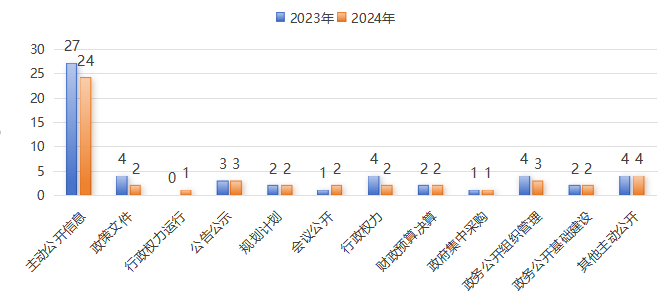 2023年 2024年
30
25
20
15
10
5
0
27 24
4 2
0 1
3 3
2 2
1 2
4 2
2 2
1 1
4 3
2 2
4 4
主动公开信息
政策文件
行政权力运行
公告公示
规划计划
会议公开
行政权力
财政预算决算
政府集中采购
政务公开组织管理
政务公开基础建设
其他主动公开